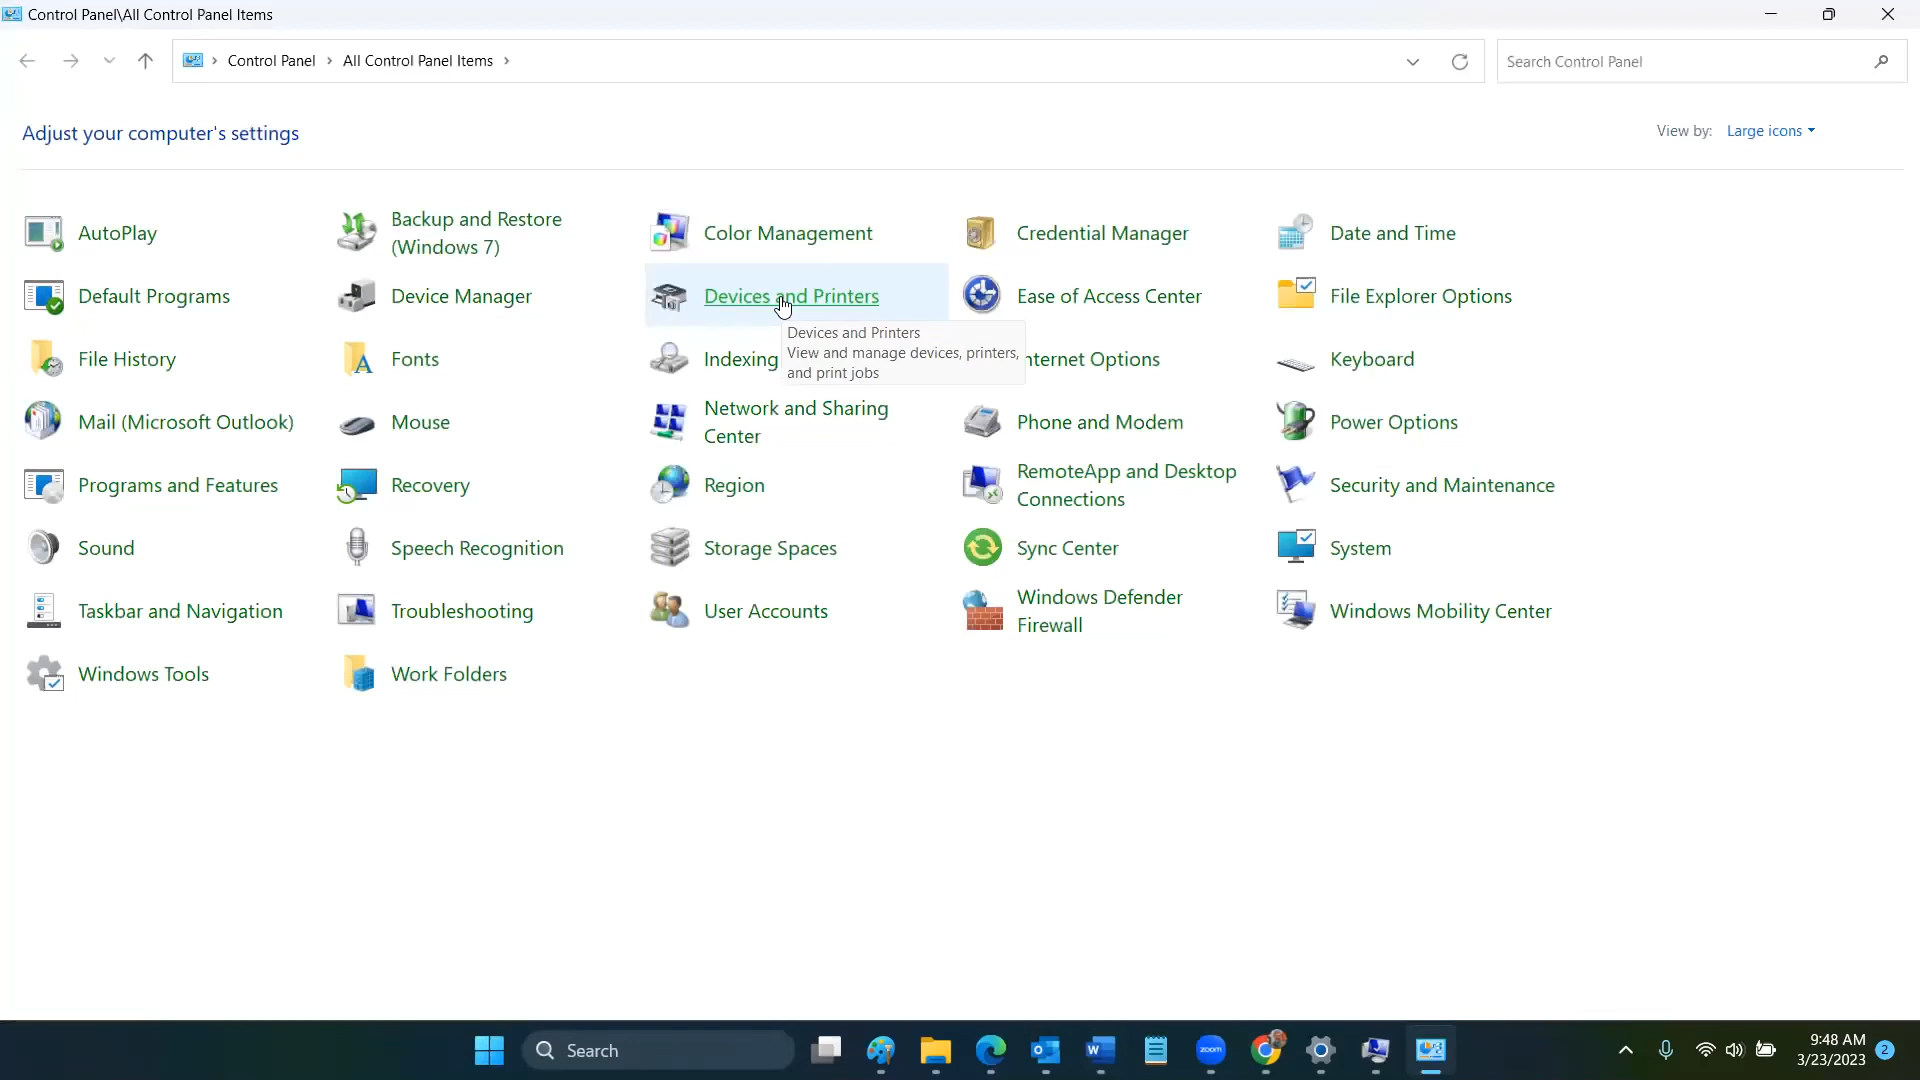 Control Panel\All Control Panel Items
Control Panel
All Control Panel Items
Search Control Panel
Adjust your computer's settings
View by: Large icons
AutoPlay
Backup and Restore
(Windows 7)
Color Management
Credential Manager
Date and Time
Default Programs
Device Manager
Devices and Printers
Ease of Access Center
File Explorer Options
Devices and Printers
View and manage devices, printers,
and print jobs
File History
Fonts
Indexing
nternet Options
Keyboard
Mail (Microsoft Outlook)
Mouse
Network and Sharing
Center
Phone and Modem
Power Options
Programs and Features
Recovery
Region
RemoteApp and Desktop
Connections
Security and Maintenance
Sound
Speech Recognition
Storage Spaces
Sync Center
System
Taskbar and Navigation
Troubleshooting
User Accounts
Windows Defender
Firewall
Windows Mobility Center
Windows Tools
Work Folders
Search
zoom
9:48 AM
3/23/2023
2